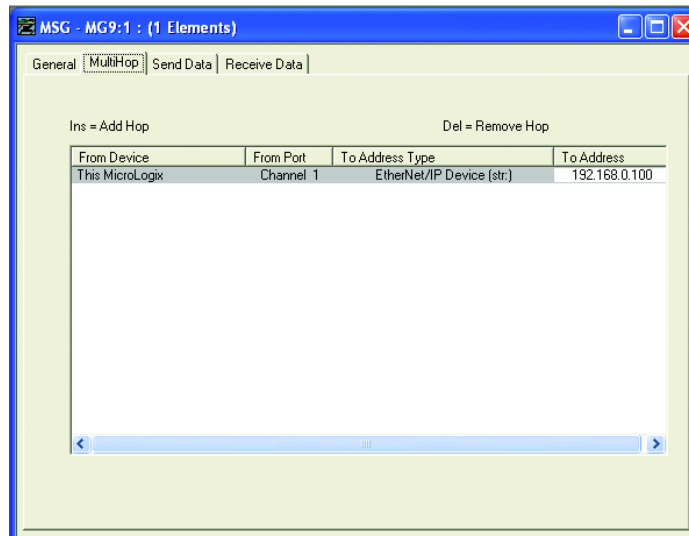 MSG - MG9:1 : (1 Elements)
General MultiHop Send Data Receive Data
Ins = Add Hop Del = Remove Hop
From Device From Port To Address Type To Address
This MicroLogix Channel 1 EtherNet/IP Device (str:) 192.168.0.100